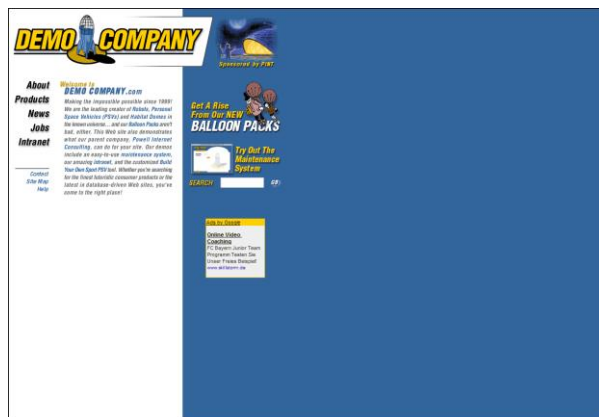 DEMO COMPANY
Sponsored by PINT
About
Products
News
Jobs
Intranet
Contact
Site Map
Help
Welcome to
DEMO COMPANY.com
Making the impossible possible since 1999!
We are the leading creator of Robots, Personal
Space Vehicles (PSVs) and Habitat Domes in
the known universe... and our Balloon Packs aren't
bad, either. This Web site also demonstrates
what our parent company, Powell Internet
Consulting, can do for your site. Our demos
include an easy-to-use maintenance system,
our amazing intranet, and the customized Build
Your Own Sport PSV tool. Whether you're searching
for the finest futuristic consumer products or the
latest in database-driven Web sites, you've
come to the right place!
Get A Rise
From Our NEW
BALLOON PACKS
Try Out The
Maintenance
System
SEARCH
GO
Ads by Google
Online Video
Coaching
FC Bayern Junior Team
Programm Testen Sie
Unser Freies Beispiel!